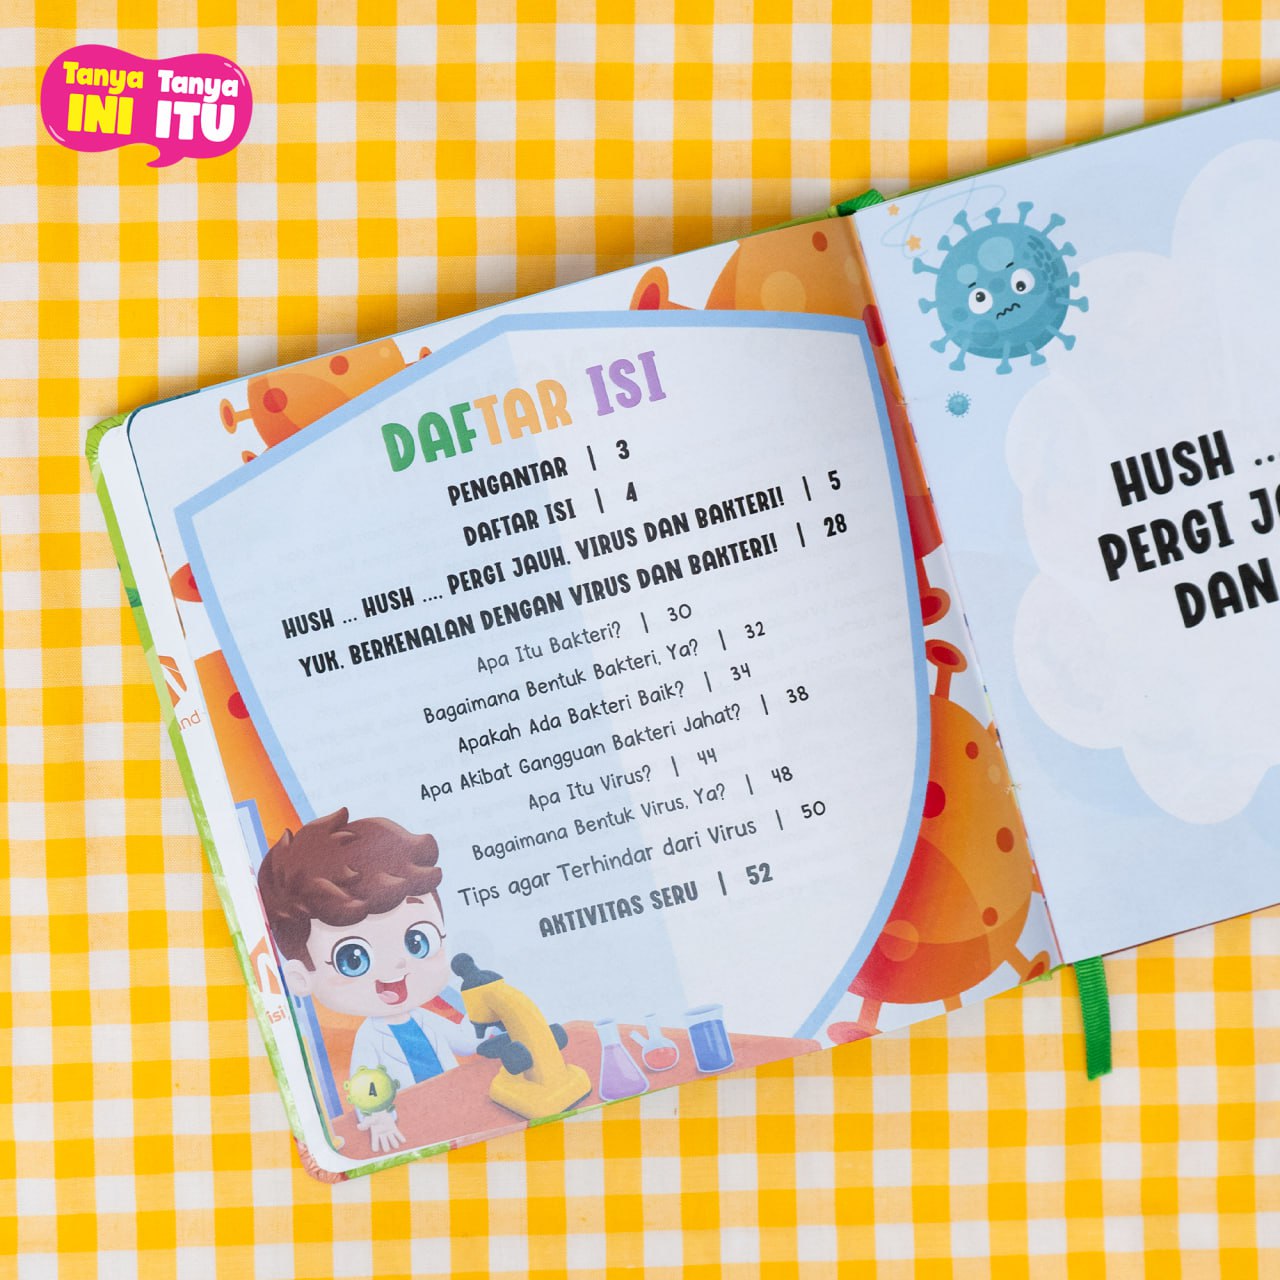 Tanya Tanya
INI ITU
DAFTAR ISI
PENGANTAR | 3
DAFTAR ISI | 4
HUSH ... HUSH .... PERGI JAUH, VIRUS DAN BAKTERI! | 5
YUK, BERKENALAN DENGAN VIRUS DAN BAKTERI! | 28
Apa Itu Bakteri? | 30
Bagaimana Bentuk Bakteri, Ya? | 32
Apakah Ada Bakteri Baik? | 34
Apa Akibat Gangguan Bakteri Jahat? | 38
Apa Itu Virus? | 44
Bagaimana Bentuk Virus, Ya? | 48
Tips agar Terhindar dari Virus | 50
AKTIVITAS SERU | 52
4
HUSH ...
PERGI
DAN